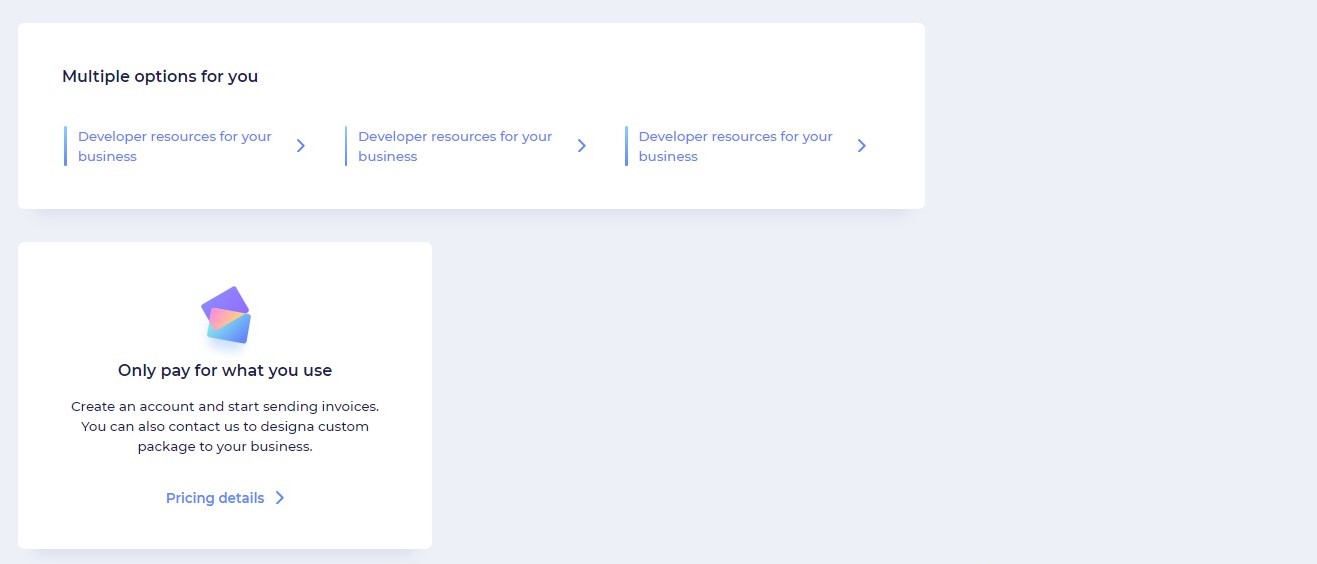 Multiple options for you
Developer resources for your
business
Developer resources for your
business
Developer resources for your
business
Only pay for what you use
Create an account and start sending invoices.
You can also contact us to designa custom
package to your business.
Pricing details